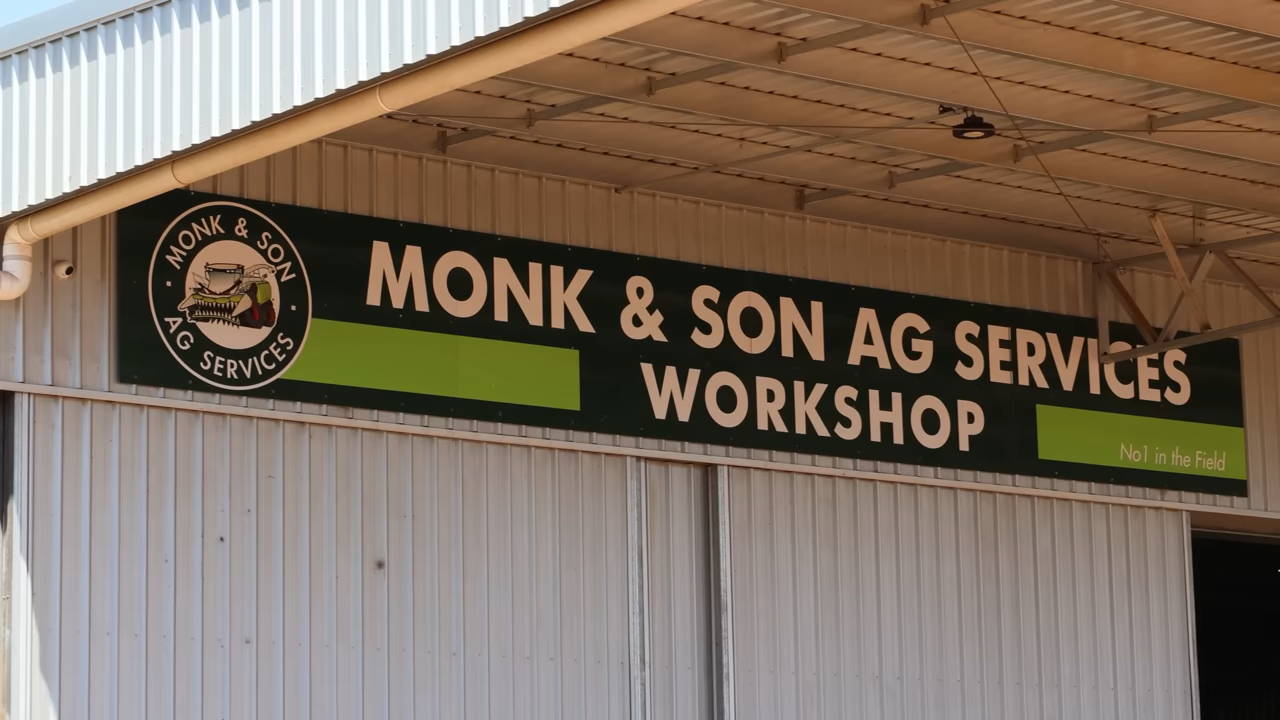 MONK & SON
AG SERVICES
MONK & SON AG SERVICES
WORKSHOP
No1 in the Field